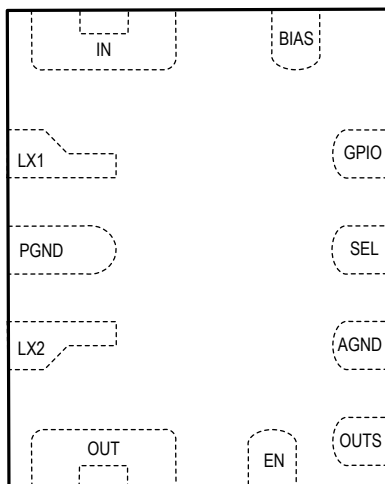 IN
BIAS
LX1
GPIO
PGND
SEL
LX2
AGND
OUT
EN
OUTS